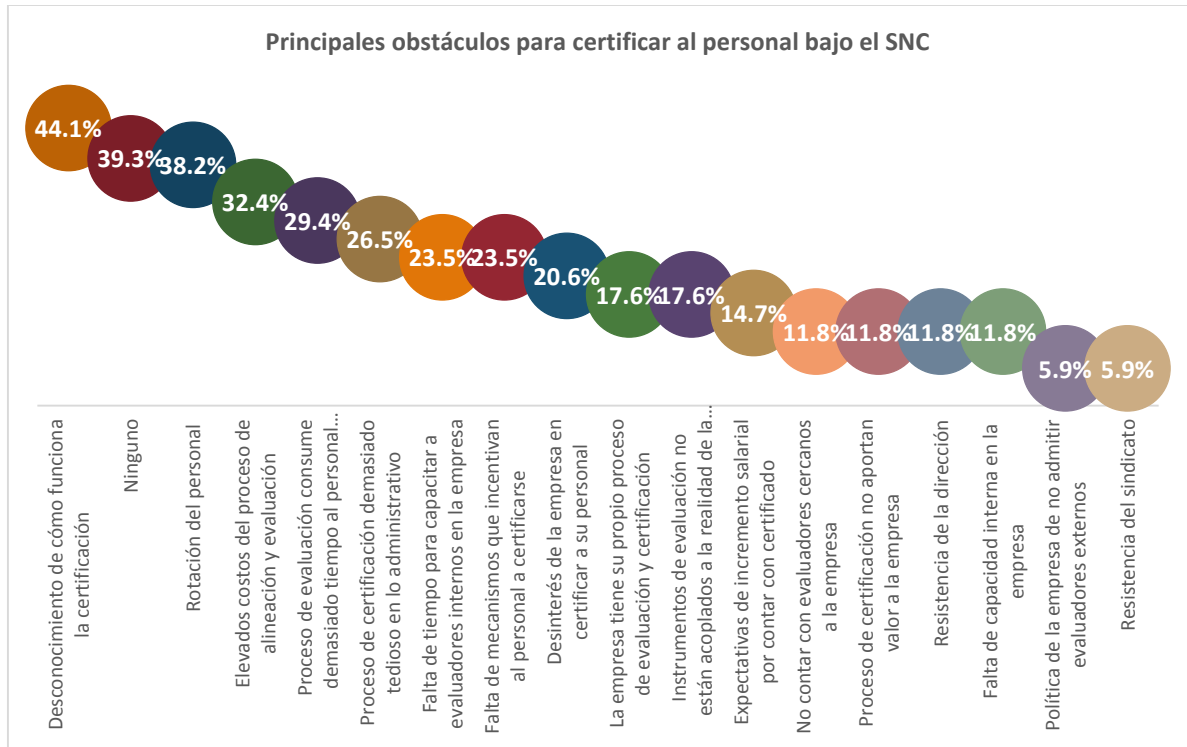 Principales obstáculos para certificar al personal bajo el SNC
44.1%
39.3%
38.2%
32.4%
29.4%
26.5%
23.5%
23.5%
20.6%
17.6%
17.6%
14.7%
11.8%
11.8%
11.8%
11.8%
5.9%
5.9%
Desconocimiento de cómo funciona
la certificación
Ninguno
Rotación del personal
Elevados costos del proceso de
alineación y evaluación
Proceso de evaluación consume
demasiado tiempo al personal…
Proceso de certificación demasiado
tedioso en lo administrativo
Falta de tiempo para capacitar a
evaluadores internos en la empresa
Falta de mecanismos que incentivan
al personal a certificarse
Desinterés de la empresa en
certificar a su personal
La empresa tiene su propio proceso
de evaluación y certificación
Instrumentos de evaluación no
están acoplados a la realidad de la…
Expectativas de incremento salarial
por contar con certificado
No contar con evaluadores cercanos
a la empresa
Proceso de certificación no aportan
valor a la empresa
Resistencia de la dirección
Falta de capacidad interna en la
empresa
Política de la empresa de no admitir
evaluadores externos
Resistencia del sindicato